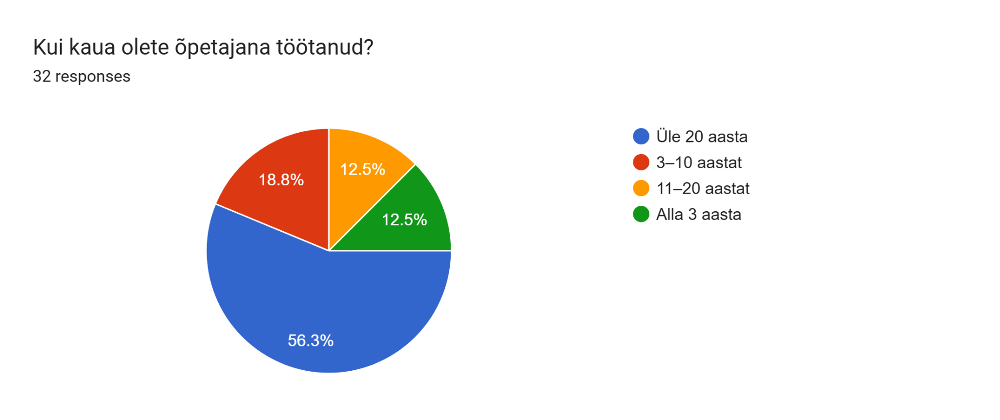 Kui kaua olete õpetajana töötanud?
32 responses
Üle 20 aasta
3–10 aastat
11–20 aastat
Alla 3 aasta
12.5%
18.8%
12.5%
56.3%